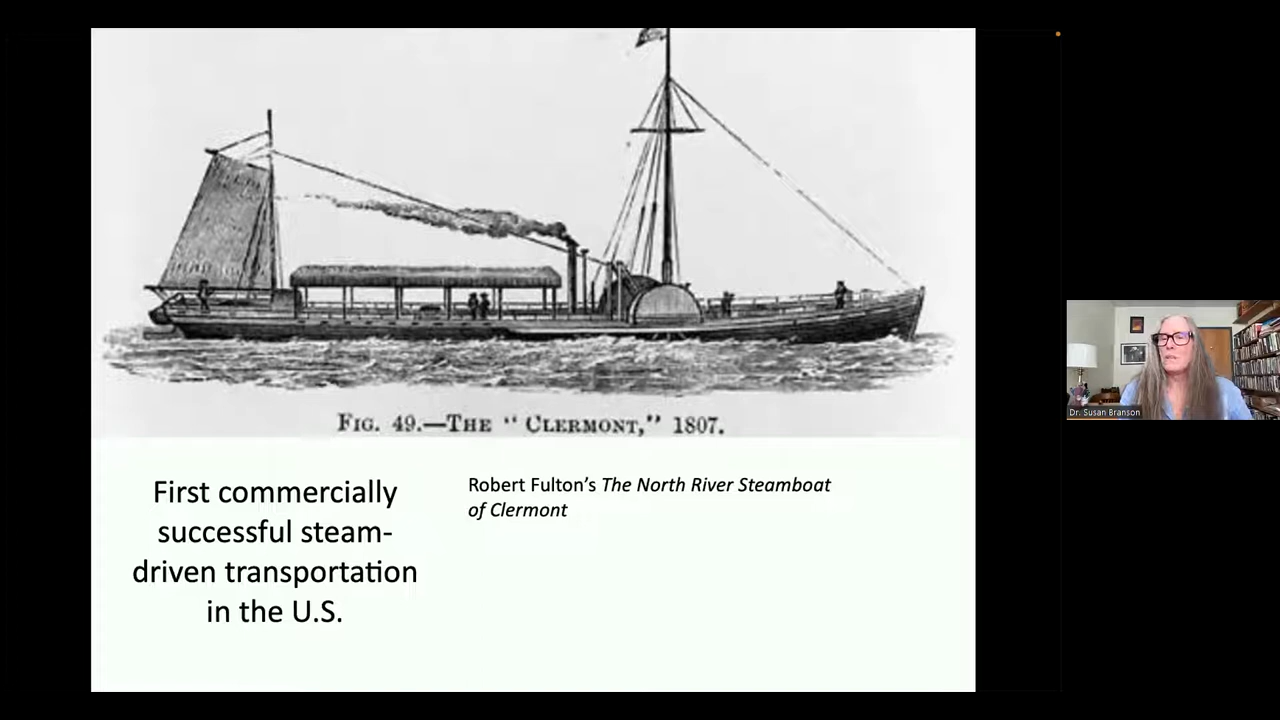 FIG. 49.—THE “CLERMONT,” 1807.
First commercially
successful steam-
driven transportation
in the U.S.
Robert Fulton’s The North River Steamboat
of Clermont
Dr. Susan Branson